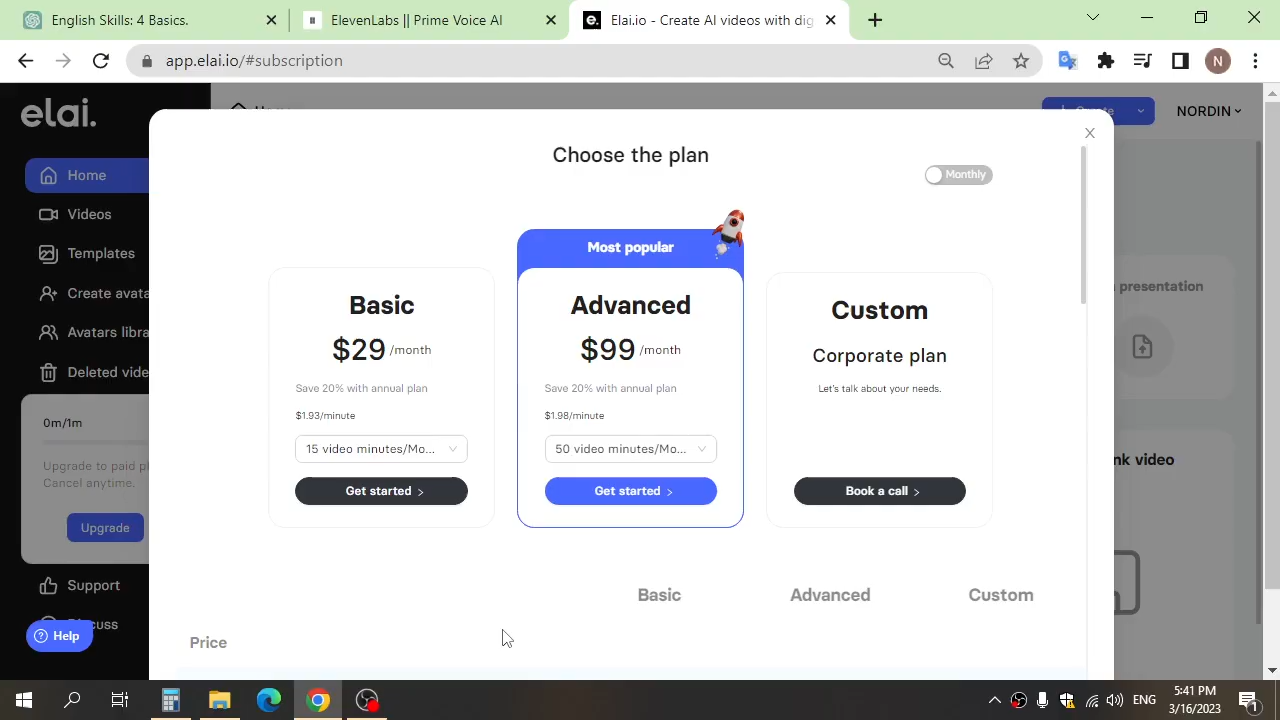 English Skills: 4 Basics.
ElevenLabs || Prime Voice AI
Elai.io - Create AI videos with dig
app.elai.io/#subscription
N
elai.
NORDIN
Home
Videos
Templates
Create avata
Avatars libra
Deleted vide
0m/1m
Upgrade to paid pl
Cancel anytime.
Upgrade
Support
Help
Choose the plan
Monthly
Most popular
Basic
$29 /month
Save 20% with annual plan
$1.93/minute
15 video minutes/Mo...
Get started >
Advanced
$99 /month
Save 20% with annual plan
$1.98/minute
50 video minutes/Mo...
Get started >
Custom
Corporate plan
Let's talk about your needs.
Book a call >
presentation
nk video
Basic Advanced Custom
Price
ENG
5:41 PM
3/16/2023
1